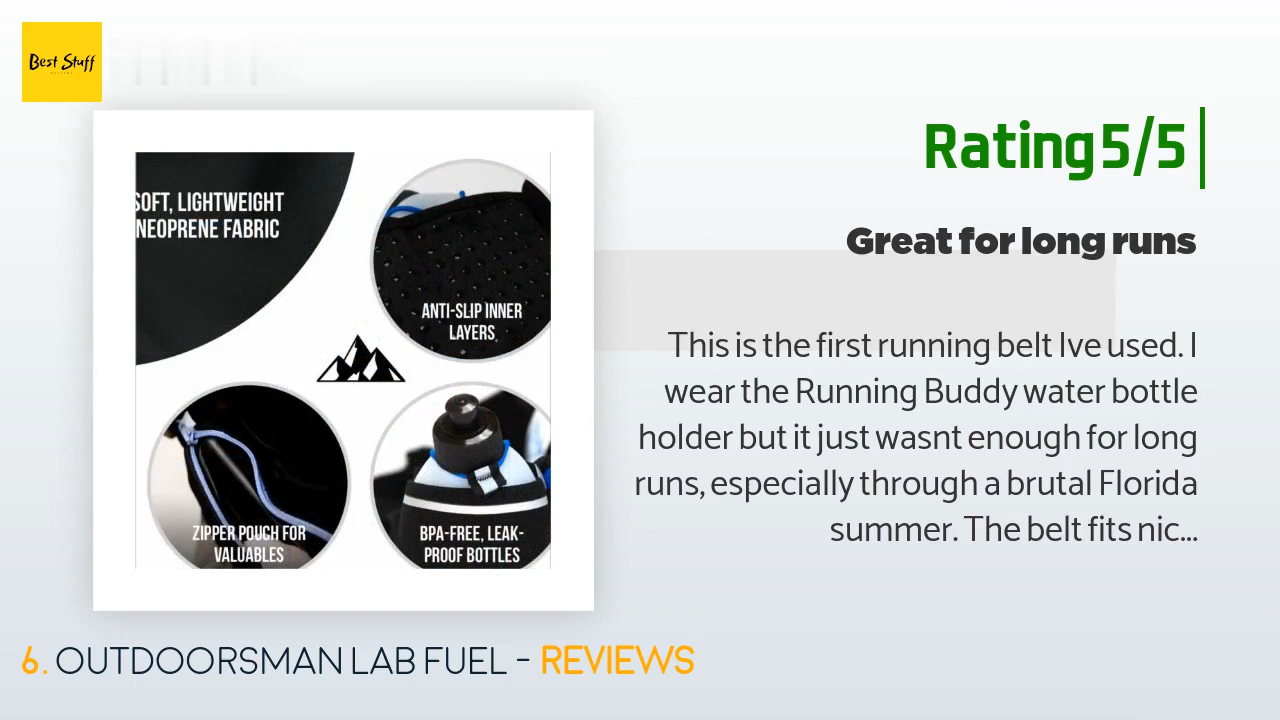 Best Stuff
Rating 5/5
Great for long runs
This is the first running belt Ive used. I
wear the Running Buddy water bottle
holder but it just wasnt enough for long
runs, especially through a brutal Florida
summer. The belt fits nic...
SOFT, LIGHTWEIGHT
NEOPRENE FABRIC
ANTI-SLIP INNER
LAYERS
ZIPPER POUCH FOR
VALUABLES
BPA-FREE, LEAK-
PROOF BOTTLES
6. OUTDOORSMAN LAB FUEL - REVIEWS